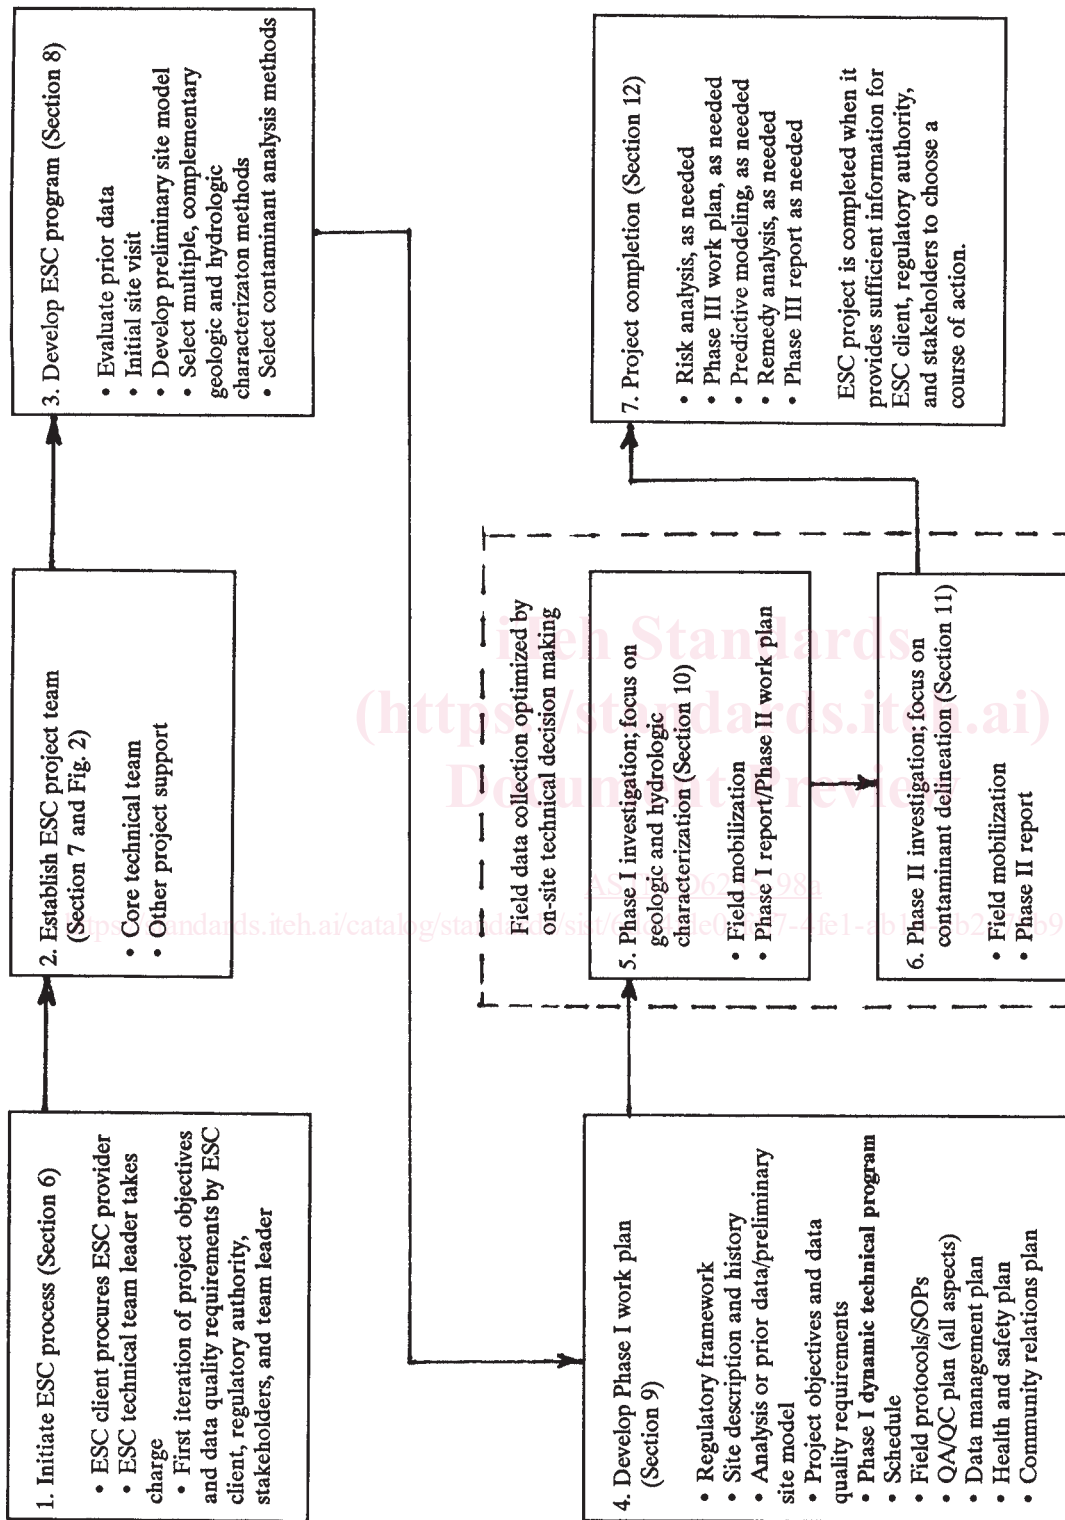 1. Initiate ESC process (Section 6)
• ESC client procures ESC provider
• ESC technical team leader takes
charge
• First iteration of project objectives
and data quality requirements by ESC
client, regulatory authority,
stakeholders, and team leader
2. Establish ESC project team
(Section 7 and Fig. 2)
• Core technical team
• Other project support
3. Develop ESC program (Section 8)
• Evaluate prior data
• Initial site visit
• Develop preliminary site model
• Select multiple, complementary
geologic and hydrologic
characterizaton methods
• Select contaminant analysis methods
4. Develop Phase I work plan
(Section 9)
• Regulatory framework
• Site description and history
• Analysis or prior data/preliminary
site model
• Project objectives and data
quality requirements
• Phase I dynamic technical program
• Schedule
• Field protocols/SOPs
• QA/QC plan (all aspects)
• Data management plan
• Health and safety plan
• Community relations plan
Field data collection optimized by
on-site technical decision making
5. Phase I investigation; focus on
geologic and hydrologic
characterization (Section 10)
• Field mobilization
• Phase I report/Phase II work plan
6. Phase II investigation; focus on
contaminant delineation (Section 11)
• Field mobilization
• Phase II report
7. Project completion (Section 12)
• Risk analysis, as needed
• Phase III work plan, as needed
• Predictive modeling, as needed
• Remedy analysis, as needed
• Phase III report as needed
ESC project is completed when it
provides sufficient information for
ESC client, regulatory authority,
and stakeholders to choose a
course of action.
iTeh Standards
(https://standards.iteh.ai)
Document Preview